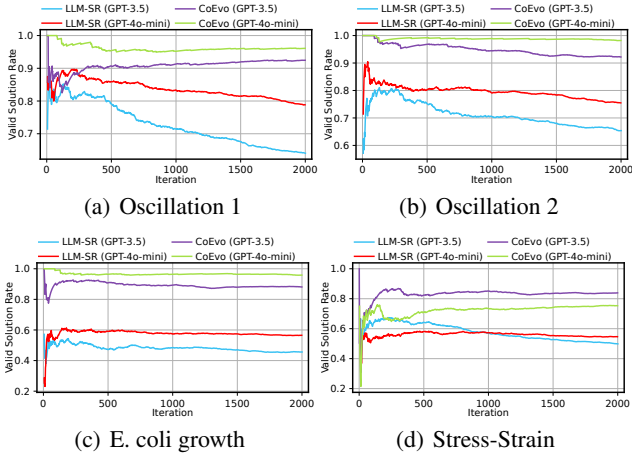 LLM-SR (GPT-3.5) CoEvo (GPT-3.5)
LLM-SR (GPT-4o-mini) CoEvo (GPT-4o-mini)
1.0
0.9
0.8
0.7
Valid Solution Rate
0 500 1000 1500 2000
Iteration
(a) Oscillation 1
LLM-SR (GPT-3.5) CoEvo (GPT-3.5)
LLM-SR (GPT-4o-mini) CoEvo (GPT-4o-mini)
1.0
0.9
0.8
0.7
0.6
Valid Solution Rate
0 500 1000 1500 2000
Iteration
(b) Oscillation 2
LLM-SR (GPT-3.5) CoEvo (GPT-3.5)
LLM-SR (GPT-4o-mini) CoEvo (GPT-4o-mini)
1.0
0.8
0.6
0.4
0.2
Valid Solution Rate
0 500 1000 1500 2000
Iteration
(c) E. coli growth
LLM-SR (GPT-3.5) CoEvo (GPT-3.5)
LLM-SR (GPT-4o-mini) CoEvo (GPT-4o-mini)
1.0
0.8
0.6
0.4
0.2
Valid Solution Rate
0 500 1000 1500 2000
Iteration
(d) Stress-Strain